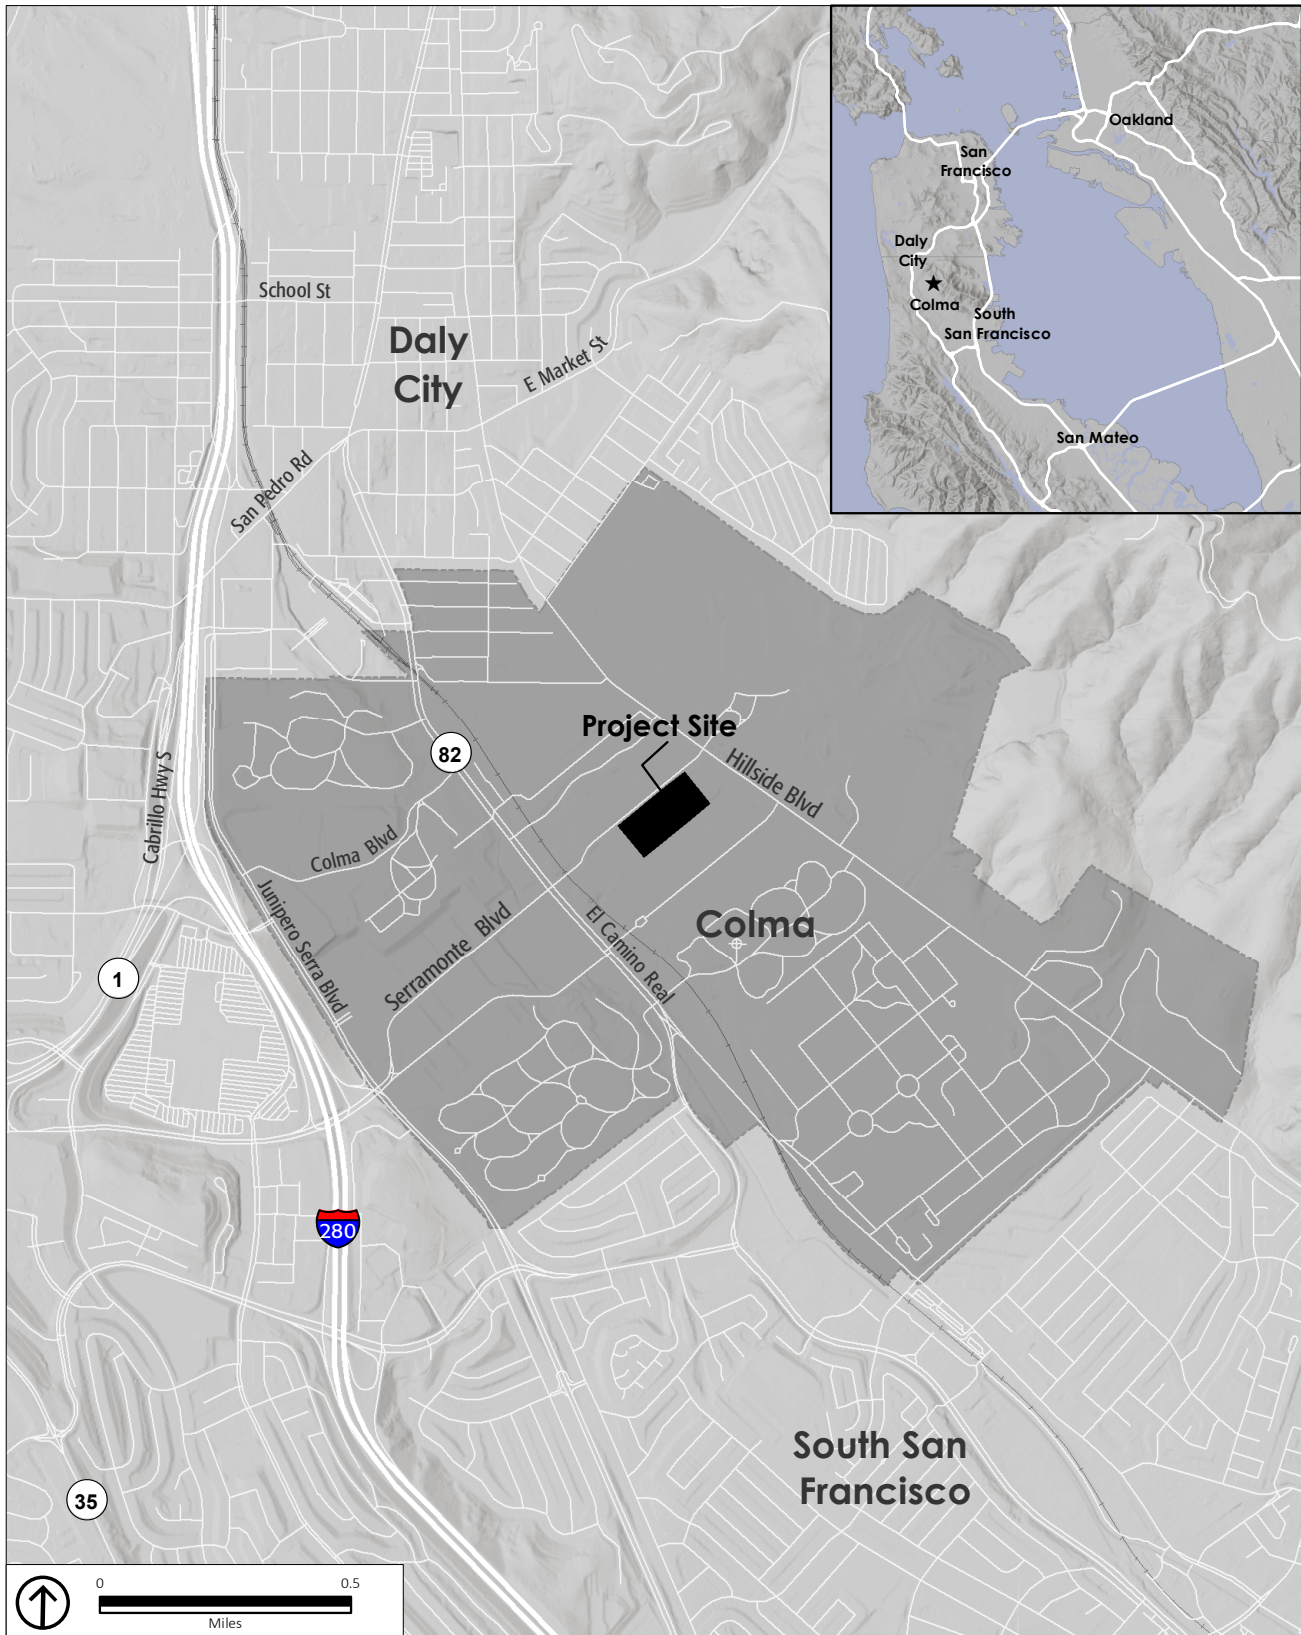 Oakland
San
Francisco
Daly
City
Colma
South
San Francisco
San Mateo
School St
Daly
City
E Market St
San Pedro Rd
Project Site
82
Hillside Blvd
Cabrillo Hwy S
Colma Blvd
Junipero Serra Blvd
Serramonte Blvd
El Camino Real
Colma
1
280
South San
Francisco
35
0
0.5
Miles